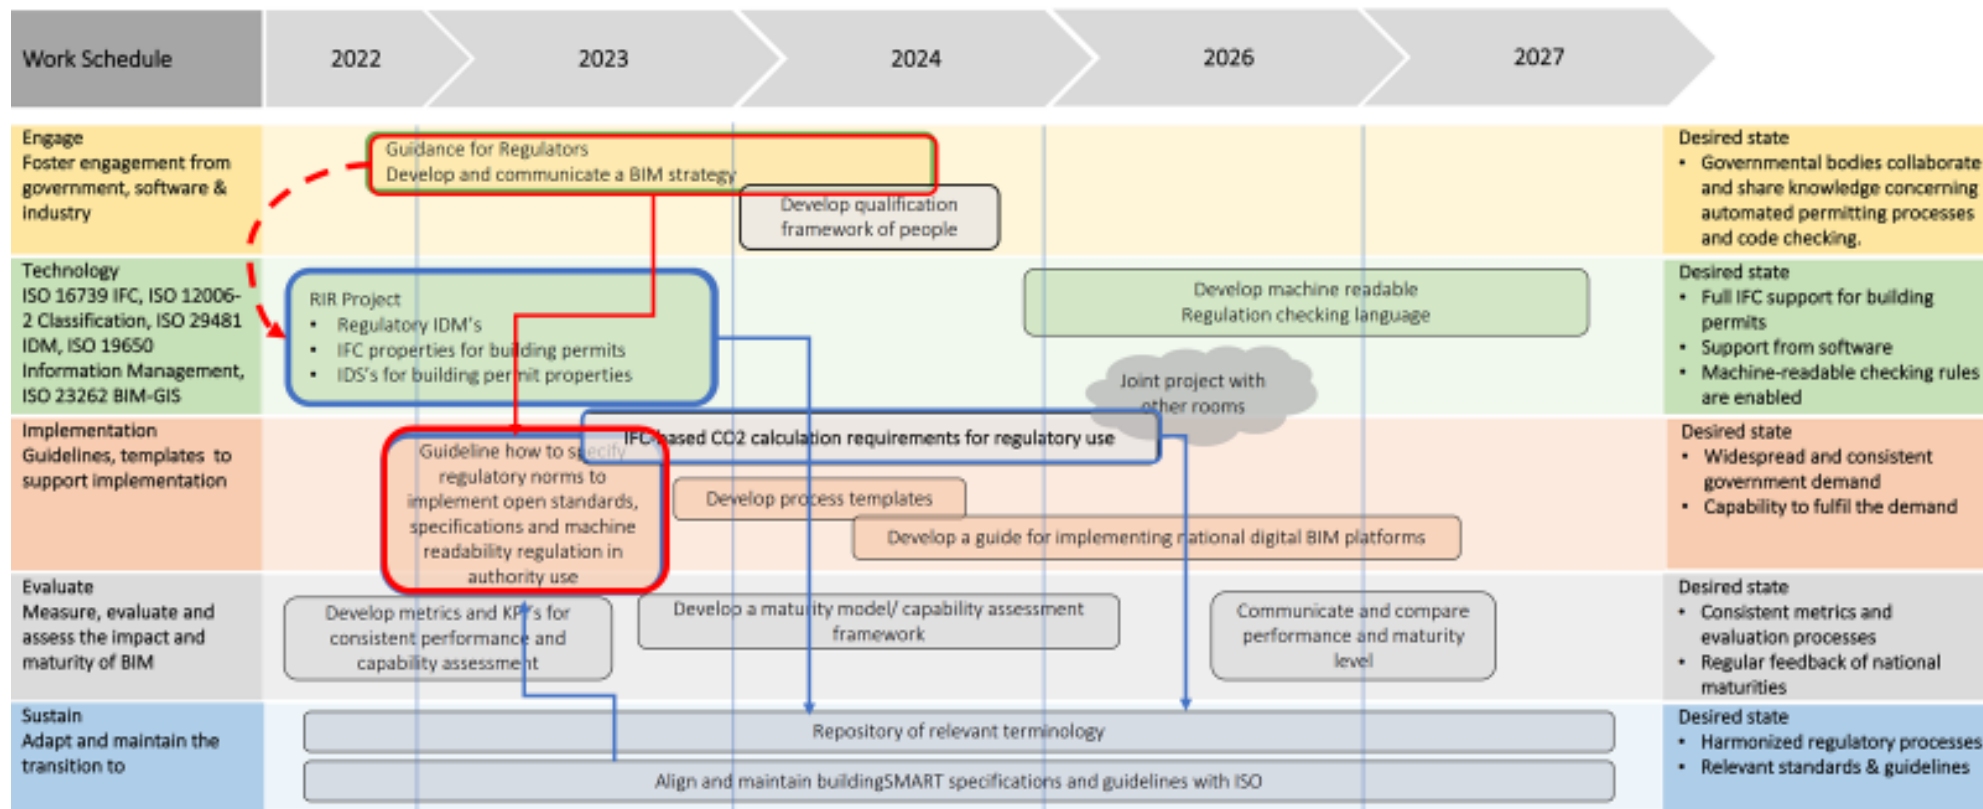 Work Schedule
2022
2023
2024
2026
2027
Engage
Foster engagement from
government, software &
industry
Guidance for Regulators
Develop and communicate a BIM strategy
Develop qualification
framework of people
Desired state
• Governmental bodies collaborate
and share knowledge concerning
automated permitting processes
and code checking.
Technology
ISO 16739 IFC, ISO 12006-
2 Classification, ISO 29481
IDM, ISO 19650
Information Management,
ISO 23262 BIM-GIS
RIR Project
• Regulatory IDM's
• IFC properties for building permits
• IDS's for building permit properties
Develop machine readable
Regulation checking language
Joint project with
other rooms
Desired state
• Full IFC support for building
permits
• Support from software
• Machine-readable checking rules
are enabled
Implementation
Guidelines, templates to
support implementation
IFC-based CO2 calculation requirements for regulatory use
Guideline how to specify
regulatory norms to
implement open standards,
specifications and machine
readability regulation in
authority use
Develop process templates
Develop a guide for implementing national digital BIM platforms
Desired state
• Widespread and consistent
government demand
• Capability to fulfil the demand
Evaluate
Measure, evaluate and
assess the impact and
maturity of BIM
Develop metrics and KPI's for
consistent performance and
capability assessment
Develop a maturity model/ capability assessment
framework
Communicate and compare
performance and maturity
level
Desired state
• Consistent metrics and
evaluation processes
• Regular feedback of national
maturities
Sustain
Adapt and maintain the
transition to
Repository of relevant terminology
Align and maintain buildingSMART specifications and guidelines with ISO
Desired state
• Harmonized regulatory processes
• Relevant standards & guidelines